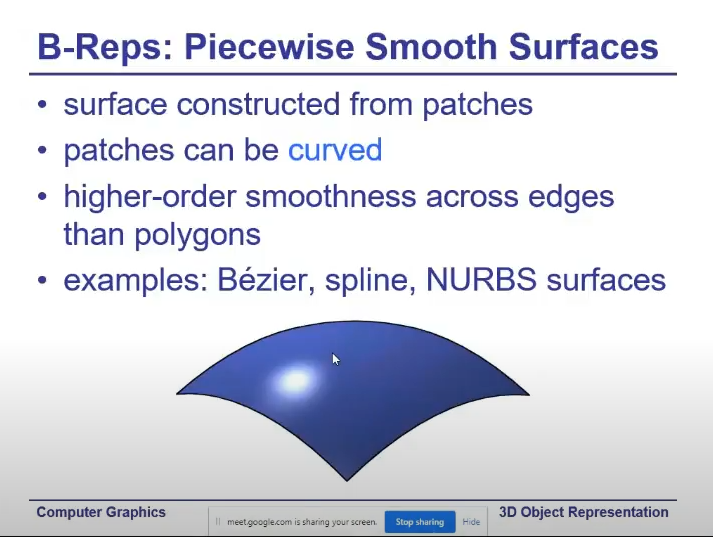 B-Reps: Piecewise Smooth Surfaces
• surface constructed from patches
• patches can be curved
• higher-order smoothness across edges
than polygons
• examples: Bézier, spline, NURBS surfaces
Computer Graphics
meet.google.com is sharing your screen.
Stop sharing
Hide
3D Object Representation